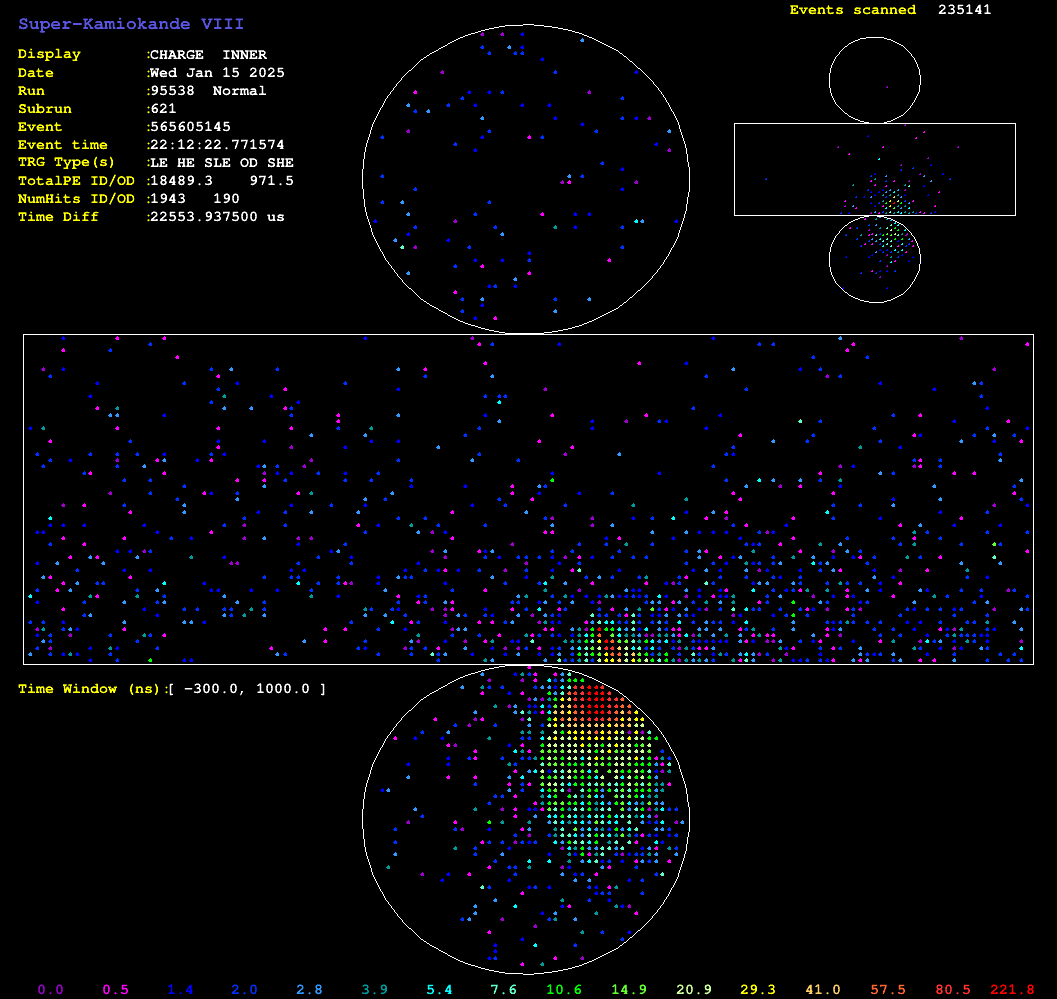 Events scanned 235141
Super-Kamiokande VIII
Display :CHARGE INNER
Date :Wed Jan 15 2025
Run :95538 Normal
Subrun :621
Event :565605145
Event time :22:12:22.771574
TRG Type(s) :LE HE SLE OD SHE
TotalPE ID/OD :18489.3 971.5
NumHits ID/OD :1943 190
Time Diff :22553.937500 us
Time Window (ns):[ -300.0, 1000.0 ]
0.0 0.5 1.4 2.0 2.8 3.9 5.4 7.6 10.6 14.9 20.9 29.3 41.0 57.5 80.5 221.8